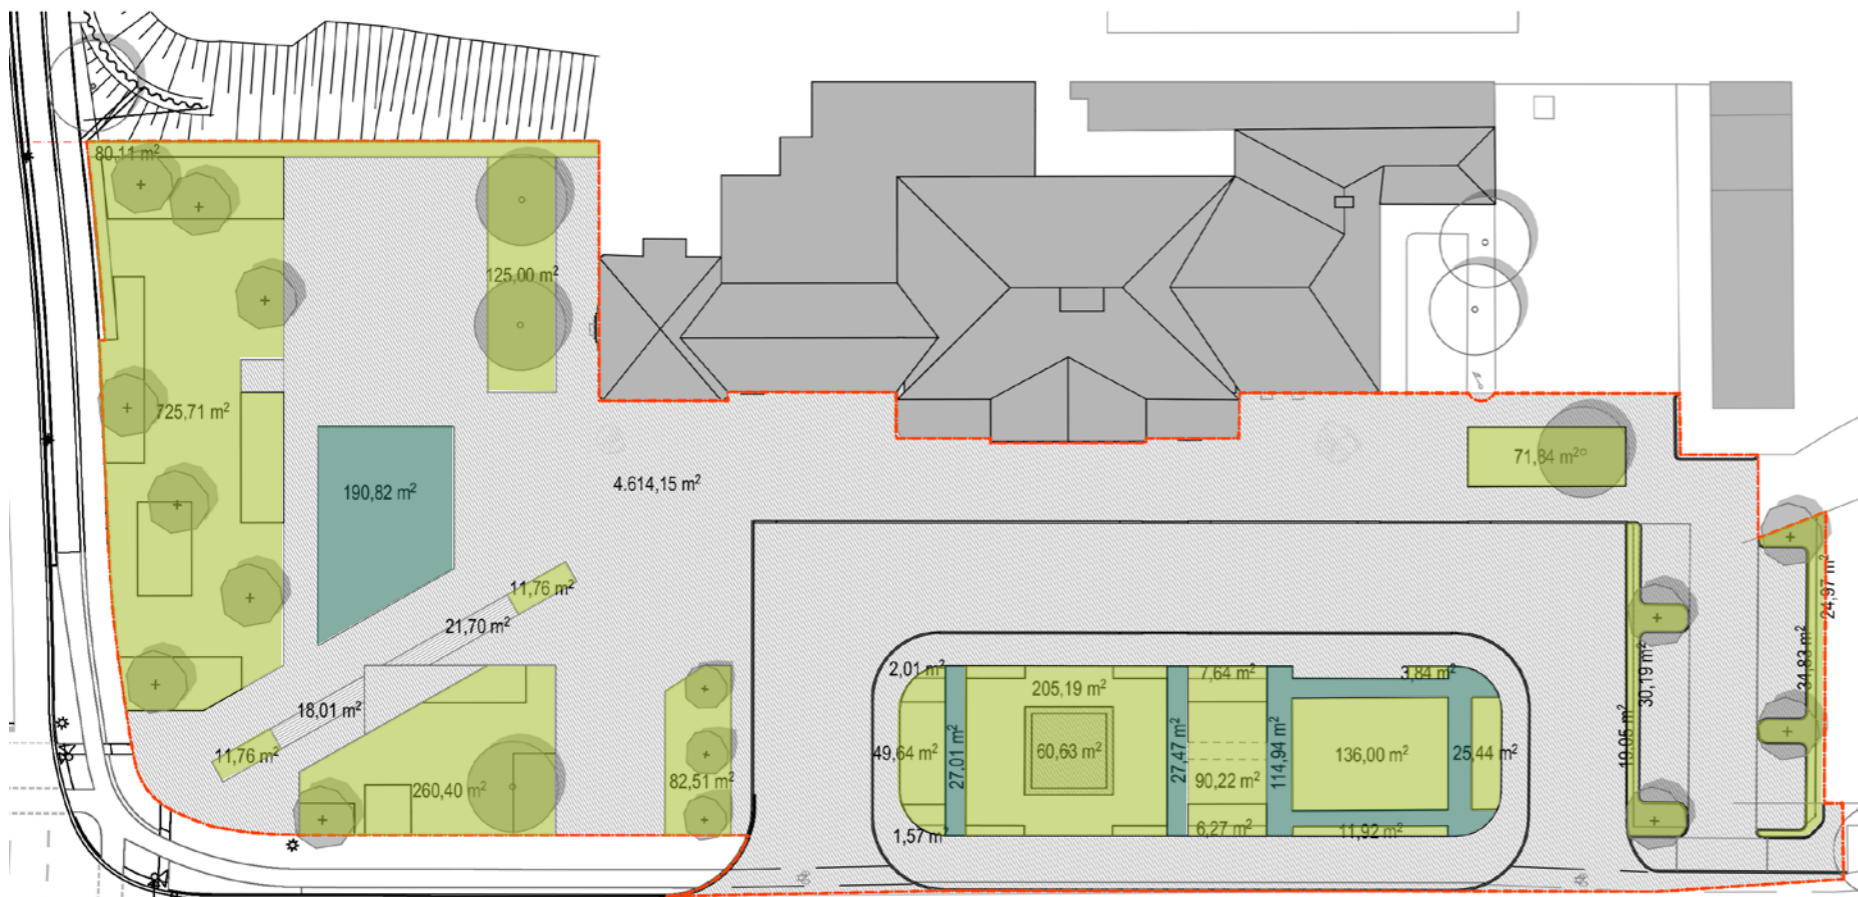 80,11 m²
125,00 m²
725,71 m²
71,84 m²
190,82 m²
4.614,15 m²
11,76 m²
24,97 m²
21,70 m²
34,83 m²
30,19 m²
2,01 m²
7,64 m²
3,84 m²
205,19 m²
18,01 m²
11,76 m²
49,64 m²
27,01 m²
60,63 m²
27,47 m²
114,94 m²
136,00 m²
25,44 m²
260,40 m²
82,51 m²
90,22 m²
1,57 m²
6,27 m²
11,92 m²